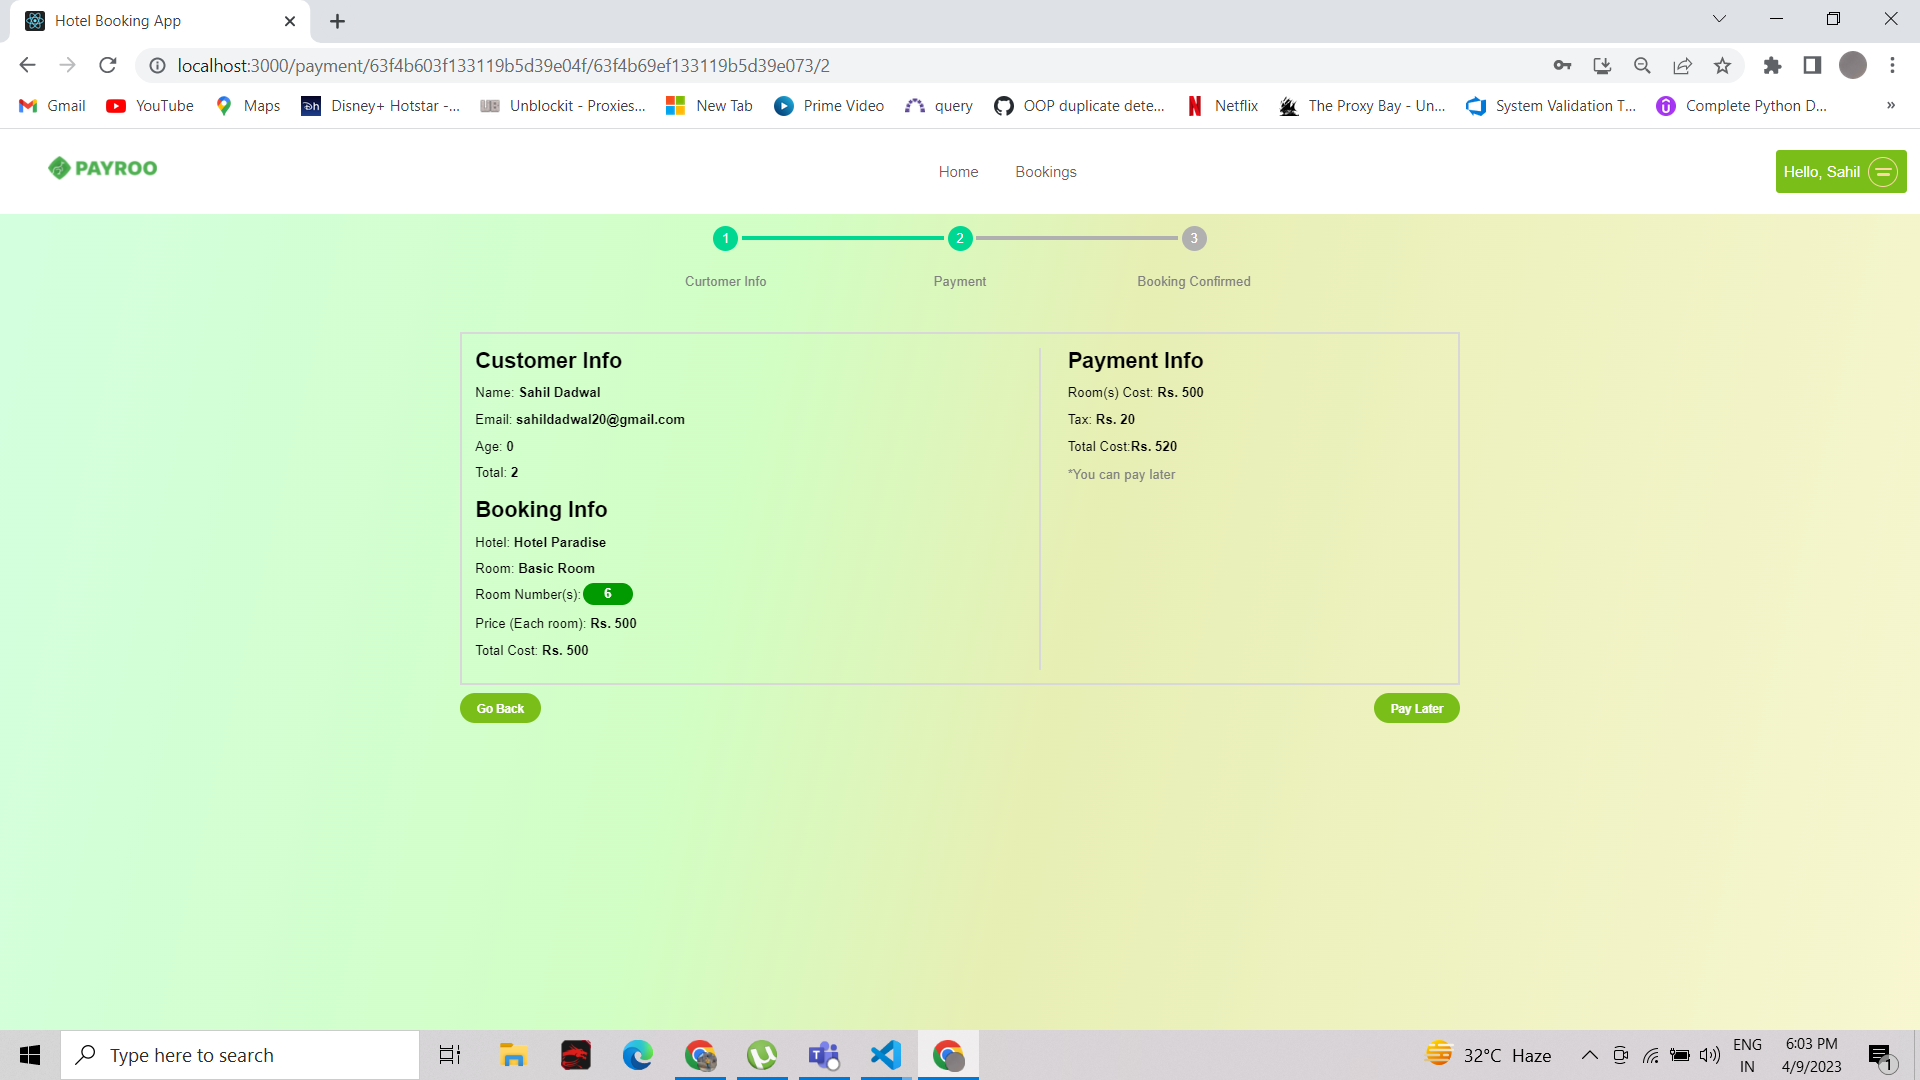 Hotel Booking App
localhost:3000/payment/63f4b603f133119b5d39e04f/63f4b69ef133119b5d39e073/2
Gmail YouTube Maps Disney+ Hotstar -... Unblockit - Proxies... New Tab Prime Video query OOP duplicate dete... Netflix The Proxy Bay - Un... System Validation T... Complete Python D... »
PAYROO Home Bookings Hello, Sahil
1 2 3
Curtomer Info Payment Booking Confirmed
Customer Info
Name: Sahil Dadwal
Email: sahildadwal20@gmail.com
Age: 0
Total: 2
Booking Info
Hotel: Hotel Paradise
Room: Basic Room
Room Number(s): 6
Price (Each room): Rs. 500
Total Cost: Rs. 500
Payment Info
Room(s) Cost: Rs. 500
Tax: Rs. 20
Total Cost:Rs. 520
*You can pay later
Go Back Pay Later
Type here to search
32°C Haze
ENG
IN
6:03 PM
4/9/2023
1